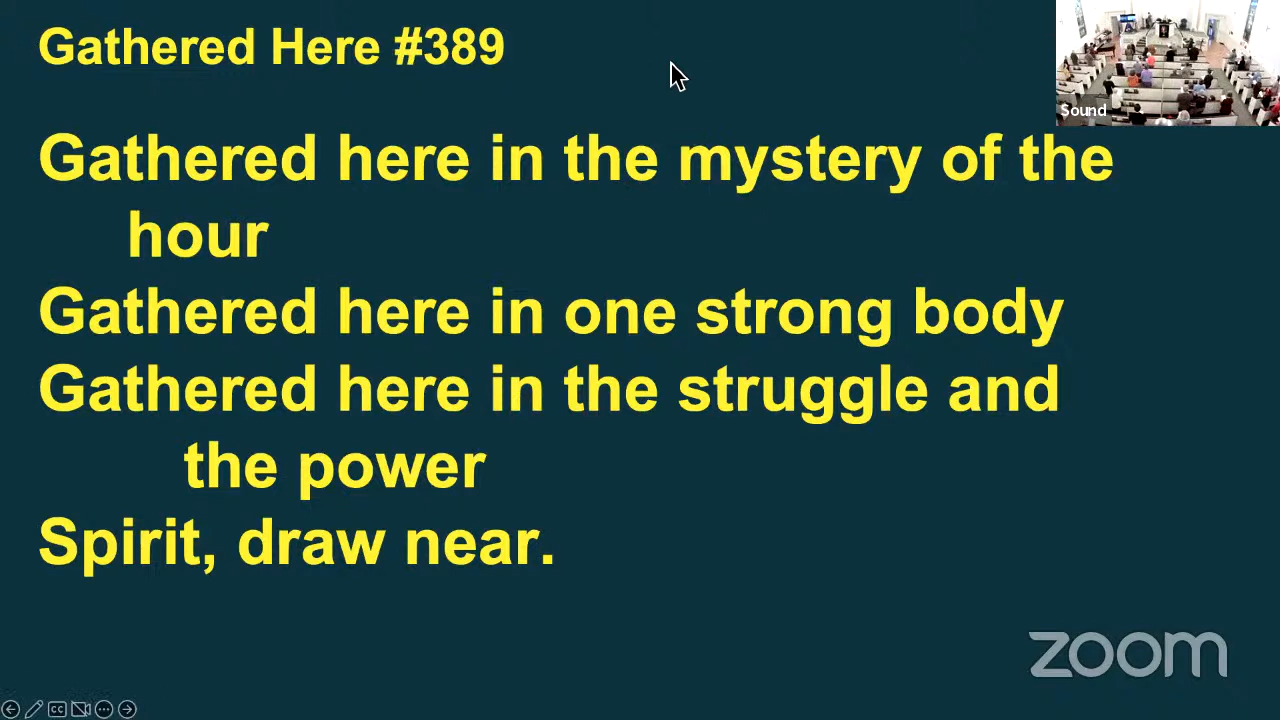 Gathered Here #389
Sound
Gathered here in the mystery of the
hour
Gathered here in one strong body
Gathered here in the struggle and
the power
Spirit, draw near.
zoom
CC